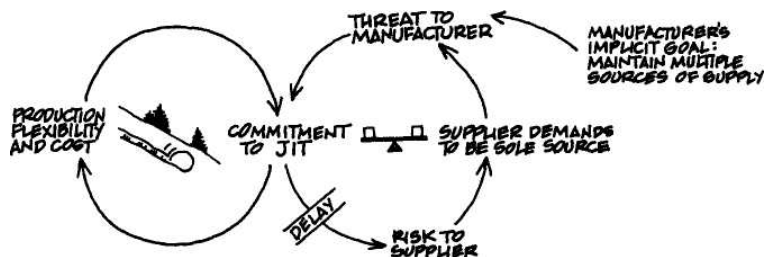 THREAT TO
MANUFACTURER
MANUFACTURER'S
IMPLICIT GOAL:
MAINTAIN MULTIPLE
SOURCES OF SUPPLY
PRODUCTION
FLEXIBILITY
AND COST
COMMITMENT
TO JIT
SUPPLIER DEMANDS
TO BE SOLE SOURCE
DELAY
RISK TO
SUPPLIER